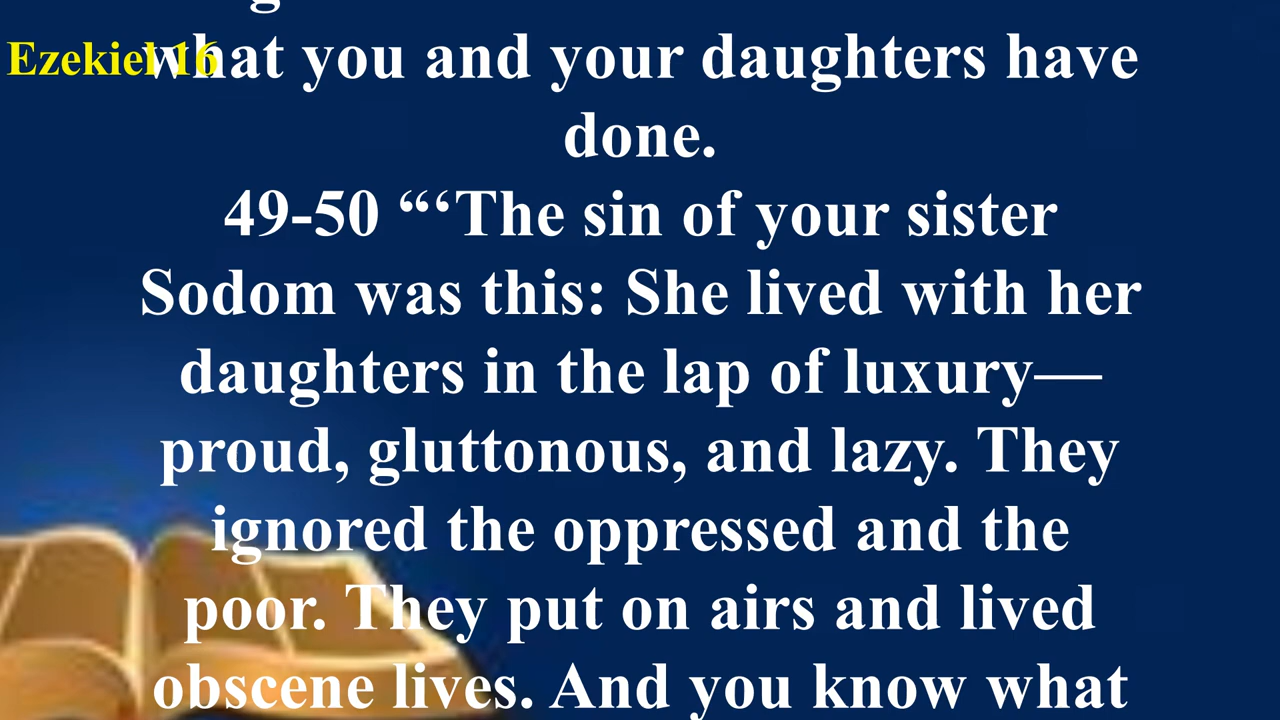 Ezekiel 16
what you and your daughters have
done.
49-50 “‘The sin of your sister
Sodom was this: She lived with her
daughters in the lap of luxury—
proud, gluttonous, and lazy. They
ignored the oppressed and the
poor. They put on airs and lived
obscene lives. And you know what